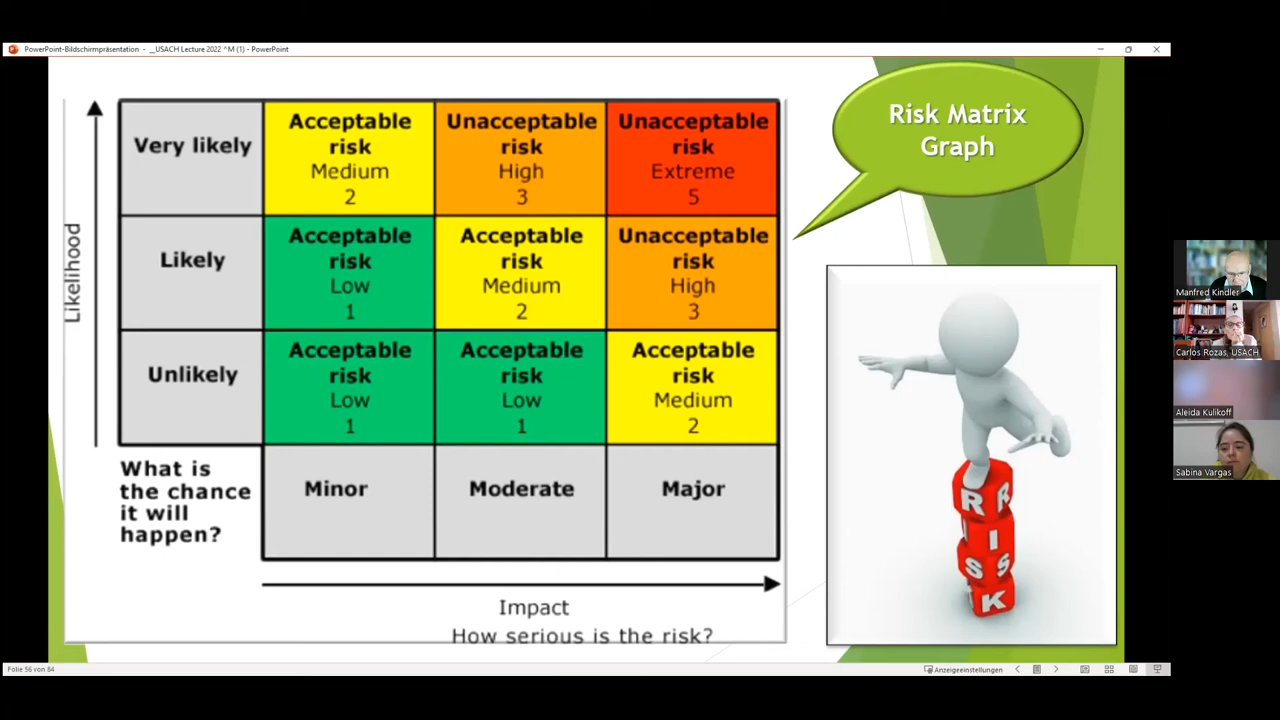 PowerPoint-Bildschirmpräsentation - __USACH Lecture 2022 ^M (1) - PowerPoint
Risk Matrix
Graph
Likelihood
Very likely
Acceptable
risk
Medium
2
Unacceptable
risk
High
3
Unacceptable
risk
Extreme
5
Likely
Acceptable
risk
Low
1
Acceptable
risk
Medium
2
Unacceptable
risk
High
3
Unlikely
Acceptable
risk
Low
1
Acceptable
risk
Low
1
Acceptable
risk
Medium
2
What is
the chance
it will
happen?
Minor
Moderate
Major
Impact
How serious is the risk?
R R
I I
S S
K
Manfred Kindler
Carlos Rozas, USACH
Aleida Kulikoff
Sabina Vargas
Folie 56 von 84
Anzeigeeinstellungen